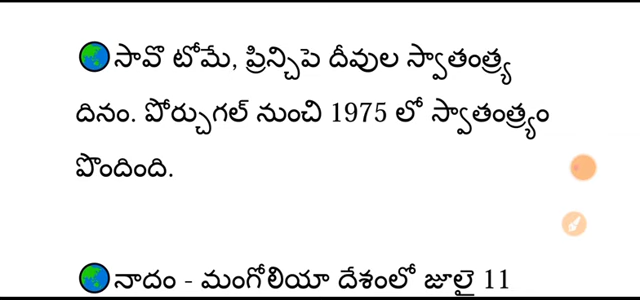 🌏సావొ టోమే, ప్రిన్చిపె దీవుల స్వాతంత్ర్య
దినం. పోర్చుగల్ నుంచి 1975 లో స్వాతంత్ర్యం
పొందింది.
🌏నాదం - మంగోలియా దేశంలో జూలై 11